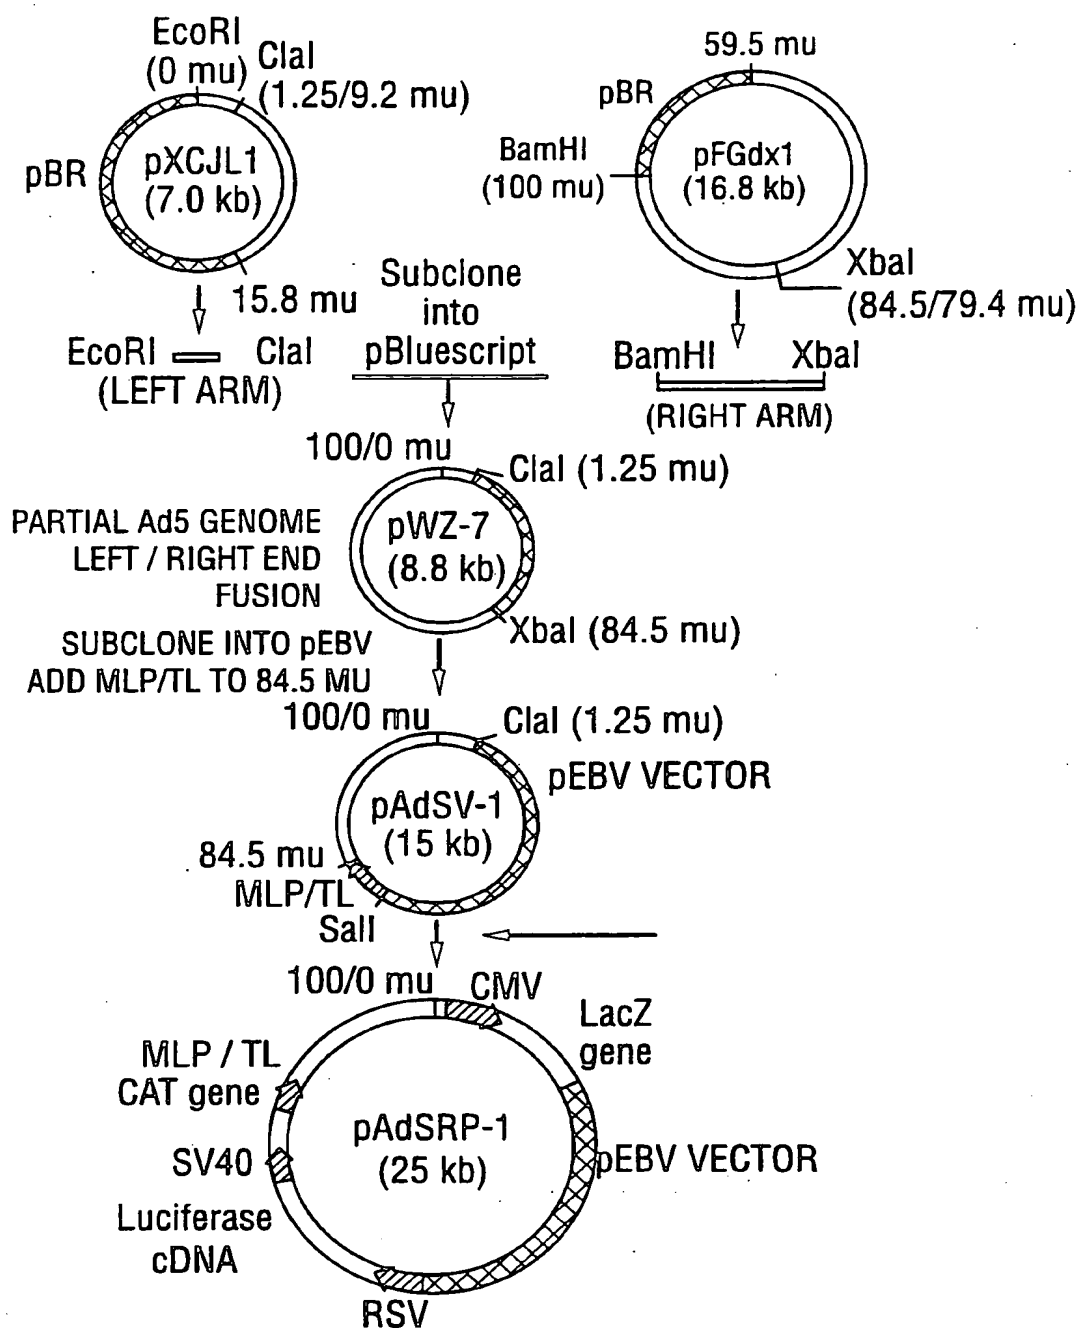 EcoRI
(0 mu)
ClaI
(1.25/9.2 mu)
pBR
pXCJL1
(7.0 kb)
15.8 mu
EcoRI
ClaI
(LEFT ARM)
59.5 mu
pBR
BamHI
(100 mu)
pFGdx1
(16.8 kb)
XbaI
(84.5/79.4 mu)
BamHI
XbaI
(RIGHT ARM)
Subclone
into
pBluescript
100/0 mu
ClaI (1.25 mu)
pWZ-7
(8.8 kb)
PARTIAL Ad5 GENOME
LEFT / RIGHT END
FUSION
XbaI (84.5 mu)
SUBCLONE INTO pEBV
ADD MLP/TL TO 84.5 MU
100/0 mu
ClaI (1.25 mu)
pEBV VECTOR
pAdSV-1
(15 kb)
84.5 mu
MLP/TL
SalI
100/0 mu
CMV
LacZ
gene
MLP / TL
CAT gene
pAdSRP-1
(25 kb)
SV40
pEBV VECTOR
Luciferase
cDNA
RSV